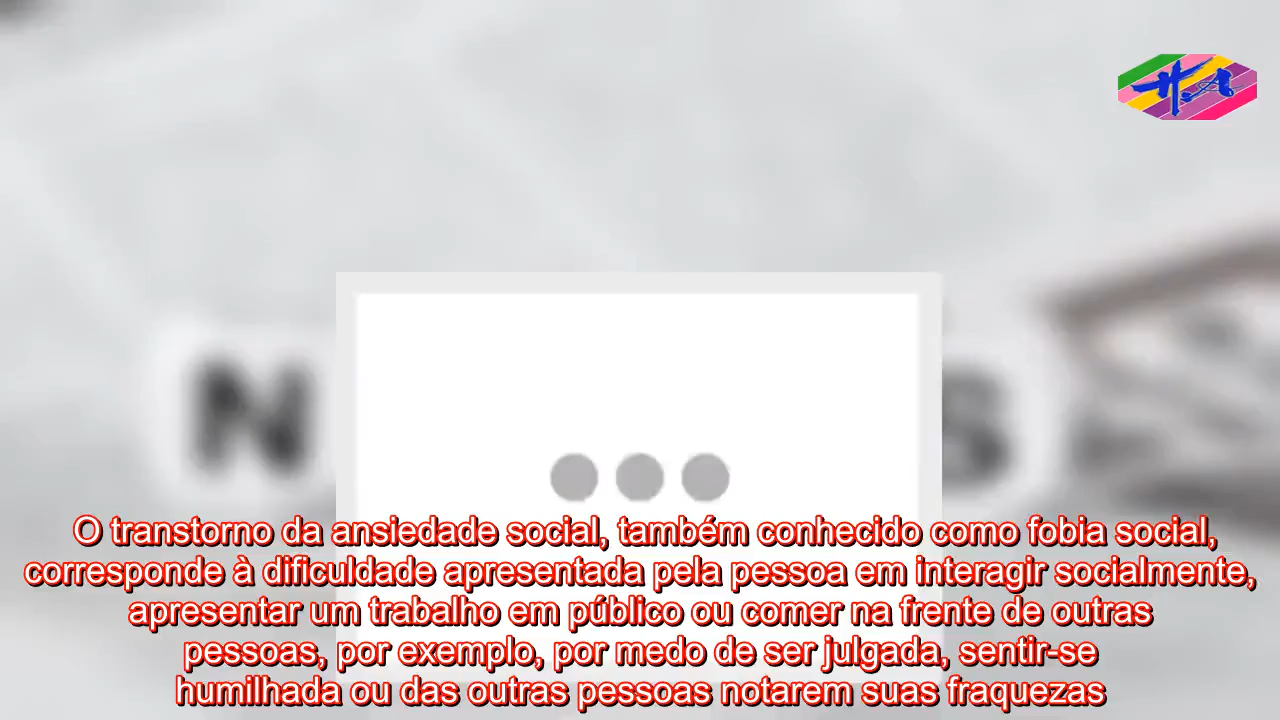 N
O transtorno da ansiedade social, também conhecido como fobia social,
corresponde à dificuldade apresentada pela pessoa em interagir socialmente,
apresentar um trabalho em público ou comer na frente de outras
pessoas, por exemplo, por medo de ser julgada, sentir-se
humilhada ou das outras pessoas notarem suas fraquezas